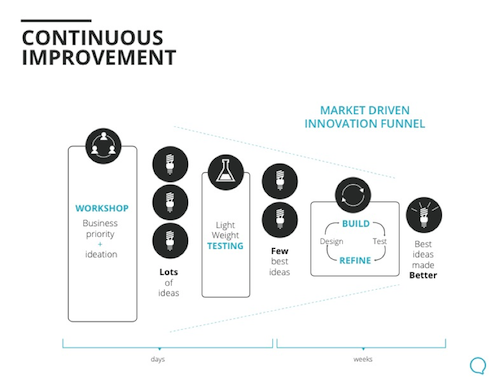 CONTINUOUS
IMPROVEMENT
MARKET DRIVEN
INNOVATION FUNNEL
WORKSHOP
Business
priority
+
ideation
Lots
of
ideas
Light
Weight
TESTING
Few
best
ideas
BUILD
Design
Test
REFINE
Best
ideas
made
Better
days
weeks